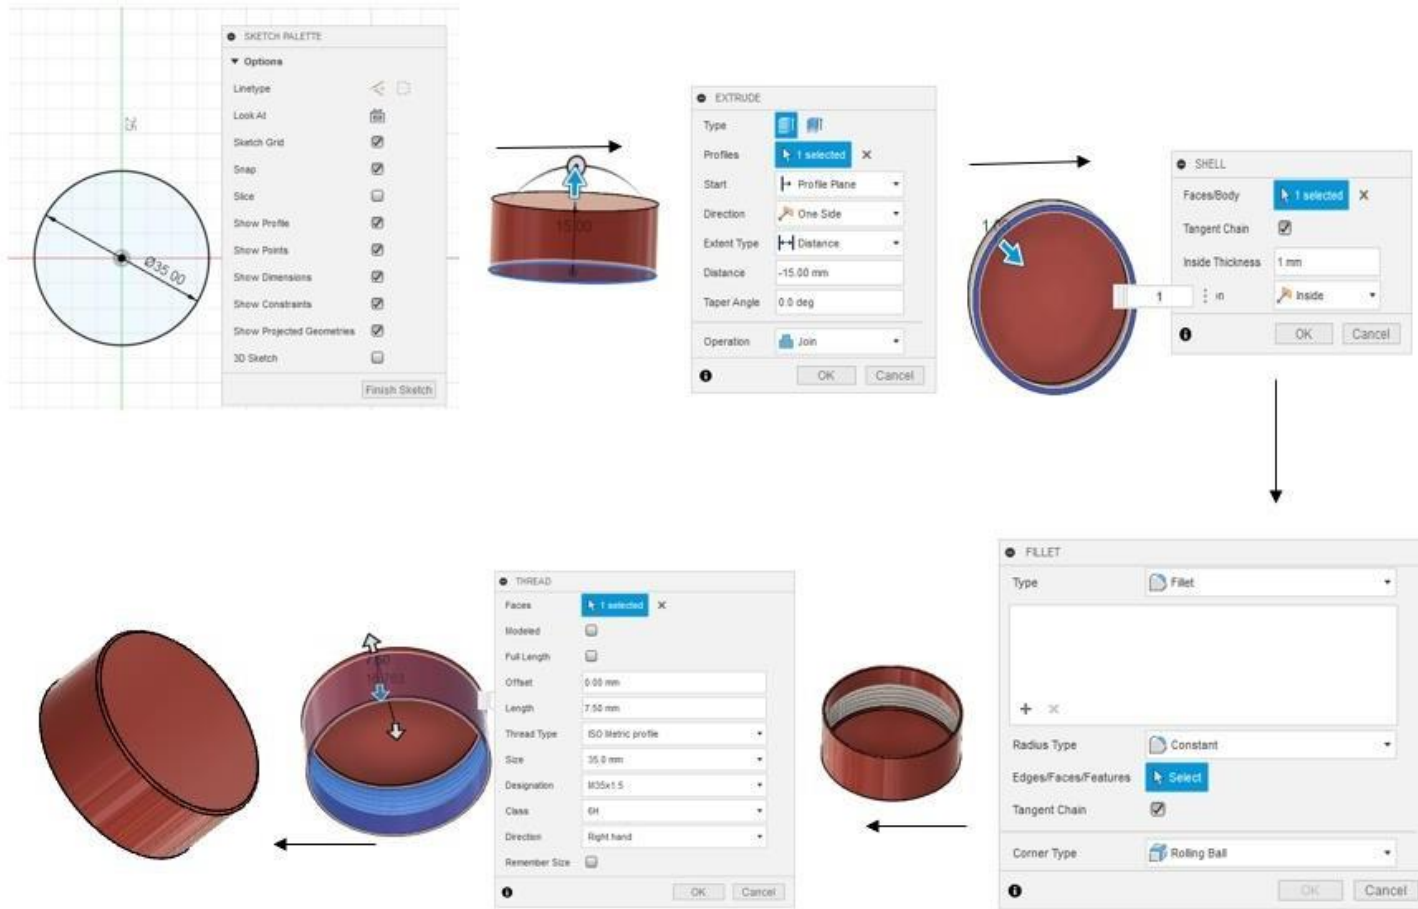 SKETCH PALETTE
Options
Linetype
Look At
Sketch Grid
Snap
Slice
Show Profile
Show Points
Show Dimensions
Show Constraints
Show Projected Geometries
3D Sketch
Finish Sketch
25
Ø35.00
15.00
EXTRUDE
Type
Profiles 1 selected
Start Profile Plane
Direction One Side
Extent Type Distance
Distance -15.00 mm
Taper Angle 0.0 deg
Operation Join
OK Cancel
1
SHELL
Faces/Body 1 selected
Tangent Chain
Inside Thickness 1 mm
Inside
OK Cancel
FILLET
Type Fillet
Radius Type Constant
Edges/Faces/Features Select
Tangent Chain
Corner Type Rolling Ball
OK Cancel
THREAD
Faces 1 selected
Modeled
Full Length
Offset 0.00 mm
Length 7.50 mm
Thread Type ISO Metric profile
Size 35.0 mm
Designation M35x1.5
Class 6H
Direction Right hand
Remember Size
OK Cancel